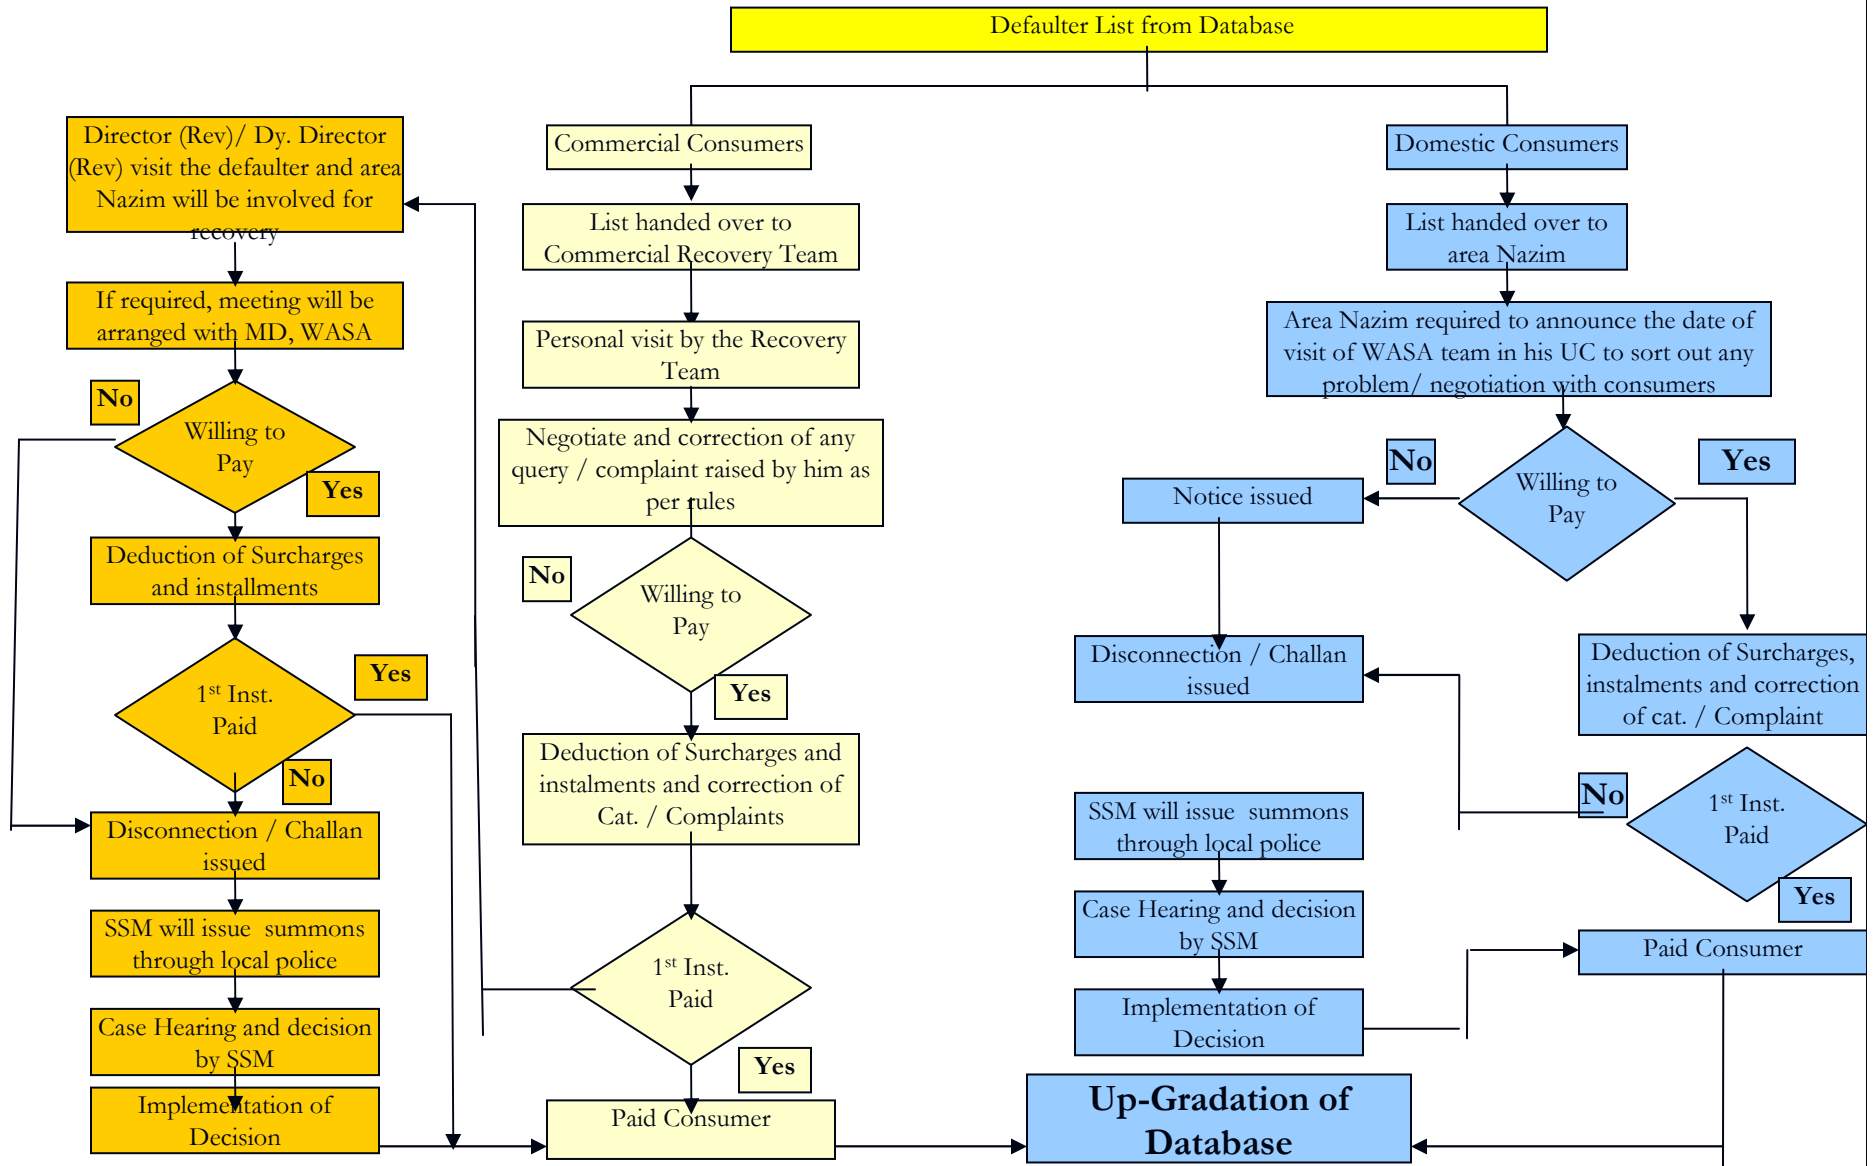 Defaulter List from Database
Director (Rev)/ Dy. Director
(Rev) visit the defaulter and area
Nazim will be involved for
recovery
If required, meeting will be
arranged with MD, WASA
No
Willing to
Pay
Yes
Deduction of Surcharges
and installments
1st Inst.
Paid
Yes
No
Disconnection / Challan
issued
SSM will issue summons
through local police
Case Hearing and decision
by SSM
Implementation of
Decision
Commercial Consumers
List handed over to
Commercial Recovery Team
Personal visit by the Recovery
Team
Negotiate and correction of any
query / complaint raised by him as
per rules
No
Willing to
Pay
Yes
Deduction of Surcharges and
instalments and correction of
Cat. / Complaints
1st Inst.
Paid
Yes
Paid Consumer
Domestic Consumers
List handed over to
area Nazim
Area Nazim required to announce the date of
visit of WASA team in his UC to sort out any
problem/ negotiation with consumers
No
Yes
Willing to
Pay
Notice issued
Disconnection / Challan
issued
Deduction of Surcharges,
instalments and correction
of cat. / Complaint
No
1st Inst.
Paid
Yes
SSM will issue summons
through local police
Case Hearing and decision
by SSM
Implementation of
Decision
Paid Consumer
Up-Gradation of
Database